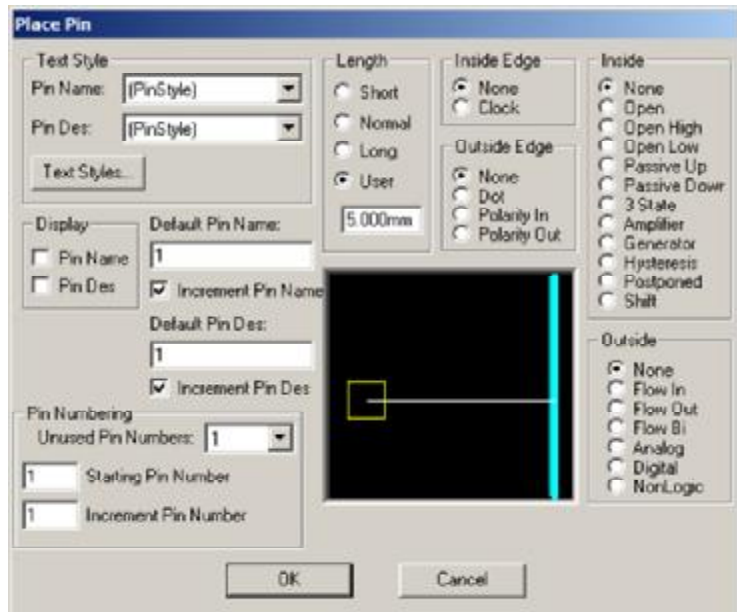 Place Pin
Text Style
Pin Name: (PinStyle)
Pin Des: (PinStyle)
Text Styles...
Display
Pin Name
Pin Des
Default Pin Name:
1
Increment Pin Name
Default Pin Des:
1
Increment Pin Des
Pin Numbering
Unused Pin Numbers: 1
1 Starting Pin Number
1 Increment Pin Number
Length
Short
Normal
Long
User
5.000mm
Inside Edge
None
Clock
Outside Edge
None
Dot
Polarity In
Polarity Out
Inside
None
Open
Open High
Open Low
Passive Up
Passive Down
3 State
Amplifier
Generator
Hysteresis
Postponed
Shift
Outside
None
Flow In
Flow Out
Flow Bi
Analog
Digital
NonLogic
OK
Cancel